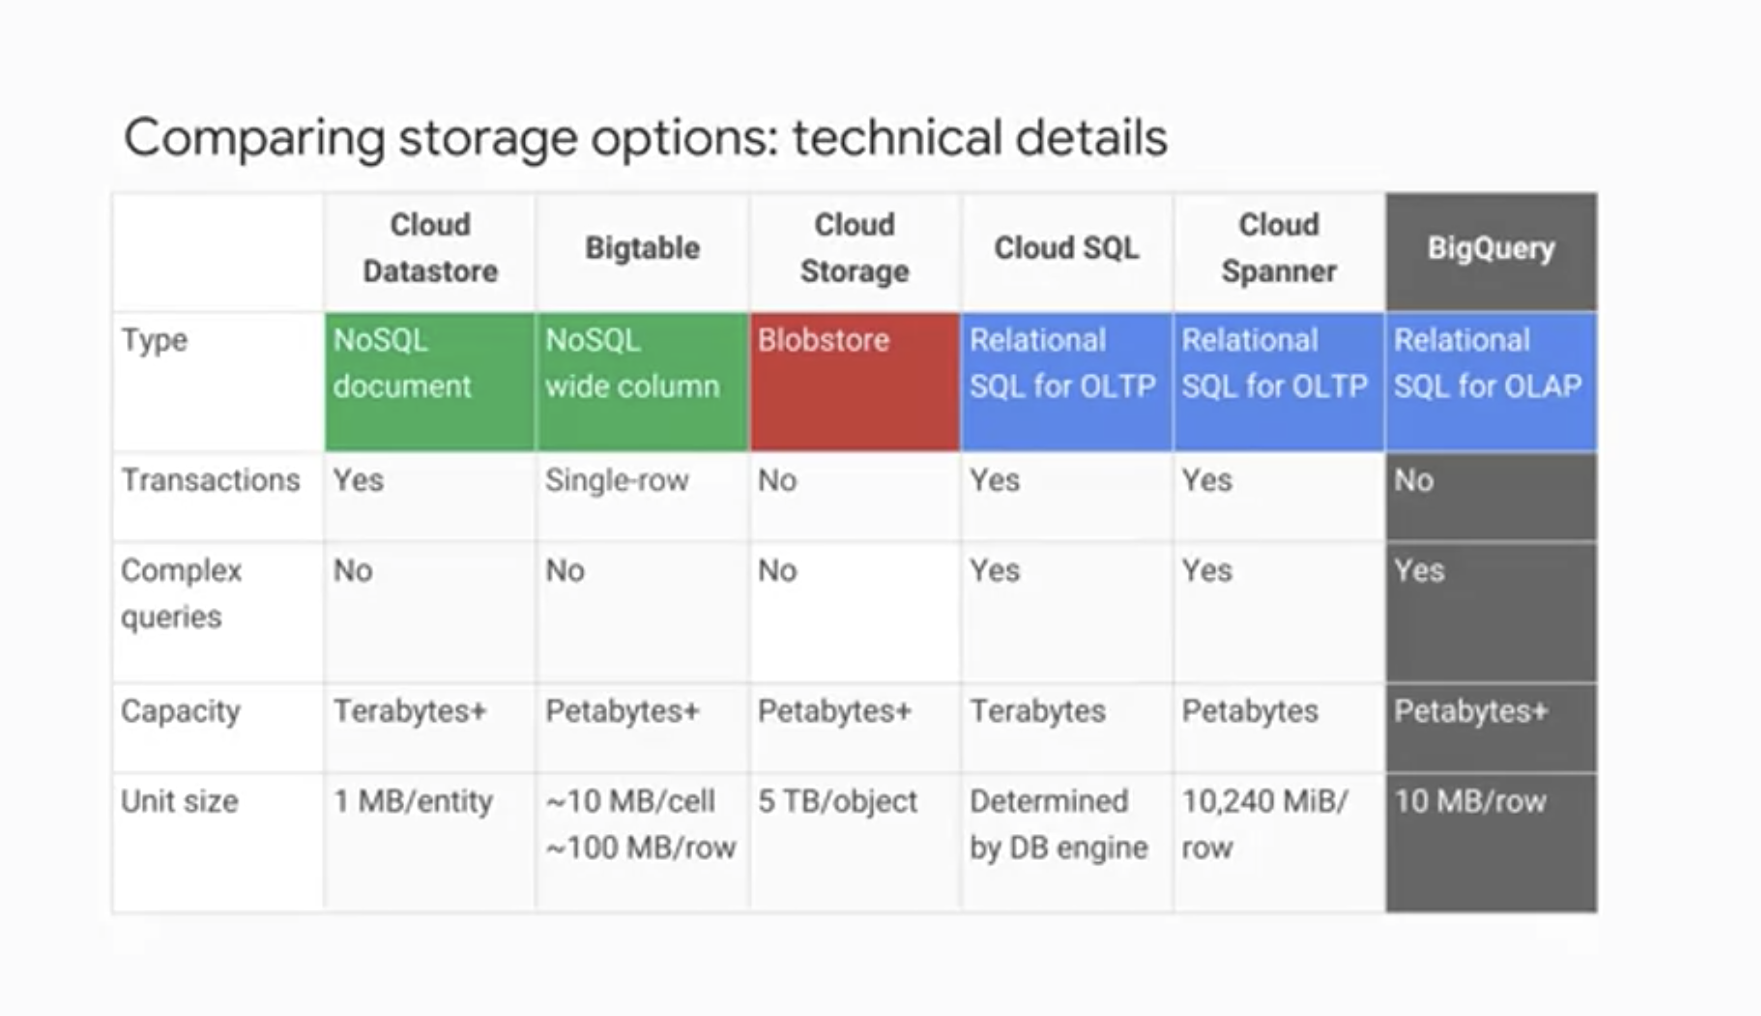 Comparing storage options: technical details
Cloud
Datastore
Bigtable
Cloud
Storage
Cloud SQL
Cloud
Spanner
BigQuery
Type
NoSQL
document
NoSQL
wide column
Blobstore
Relational
SQL for OLTP
Relational
SQL for OLTP
Relational
SQL for OLAP
Transactions
Yes
Single-row
No
Yes
Yes
No
Complex
queries
No
No
No
Yes
Yes
Yes
Capacity
Terabytes+
Petabytes+
Petabytes+
Terabytes
Petabytes
Petabytes+
Unit size
1 MB/entity
~10 MB/cell
~100 MB/row
5 TB/object
Determined
by DB engine
10,240 MiB/
row
10 MB/row